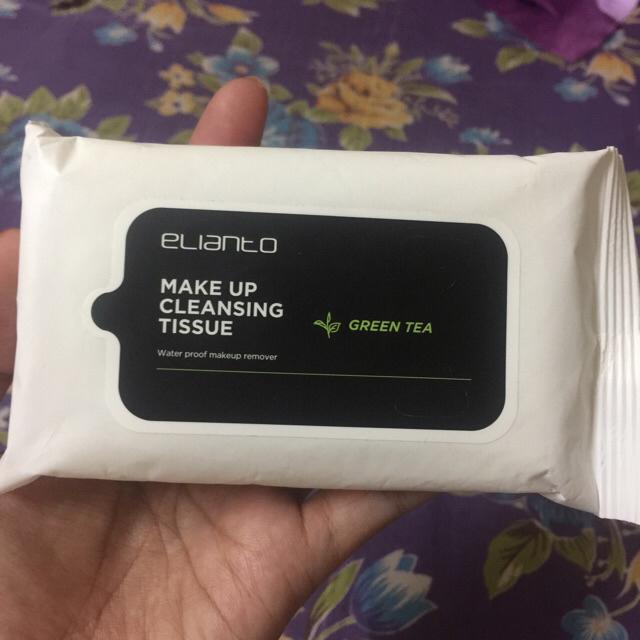 elianto
MAKE UP
CLEANSING
TISSUE
GREEN TEA
Water proof makeup remover